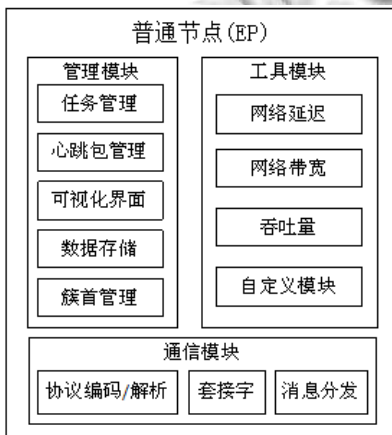 普通节点(EP)
管理模块
任务管理
心跳包管理
可视化界面
数据存储
簇首管理
工具模块
网络延迟
网络带宽
吞吐量
自定义模块
通信模块
协议编码/解析
套接字
消息分发